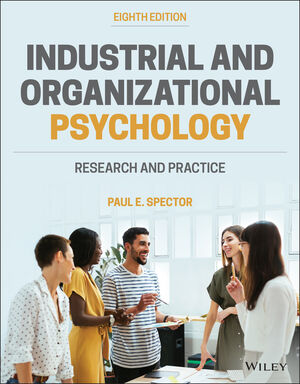 EIGHTH EDITION
INDUSTRIAL AND
ORGANIZATIONAL
PSYCHOLOGY
RESEARCH AND PRACTICE
PAUL E. SPECTOR
WILEY